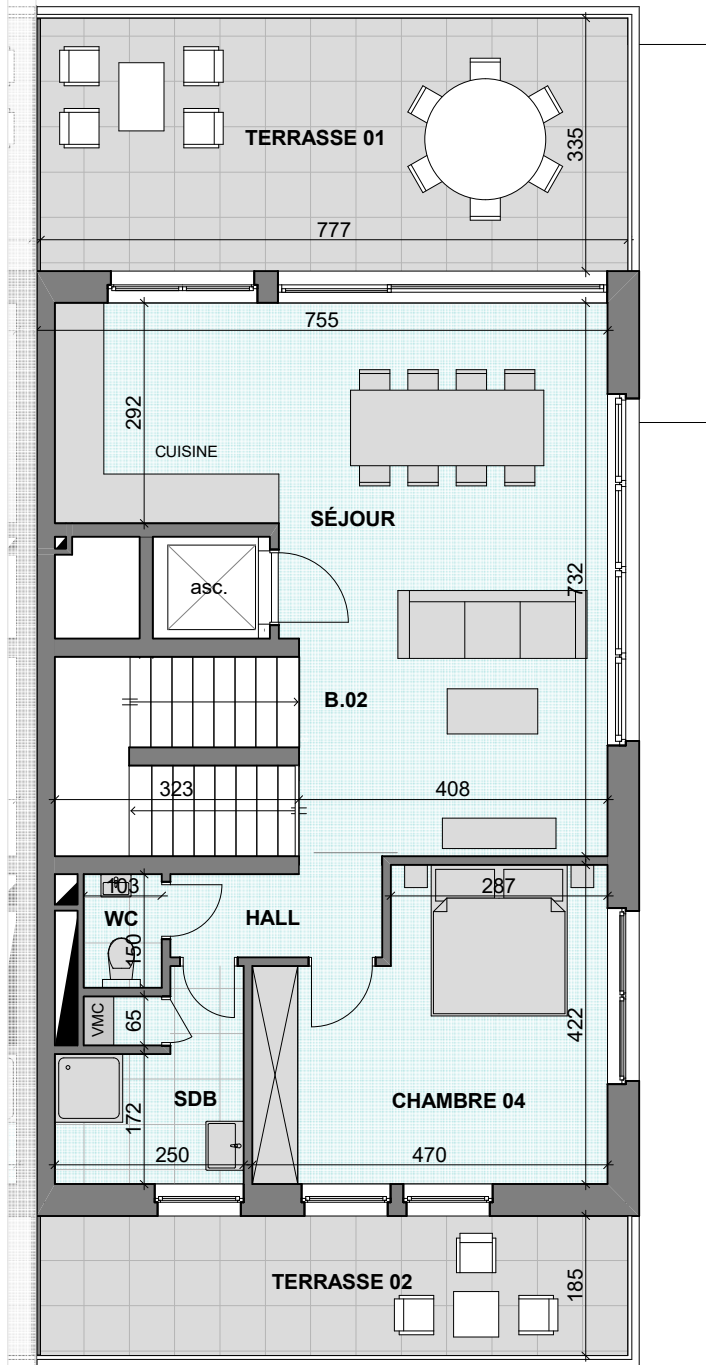 TERRASSE 01
335
777
755
292
CUISINE
SÉJOUR
asc.
732
B.02
323
408
103
287
WC
HALL
150
VMC
65
422
SDB
CHAMBRE 04
172
250
470
TERRASSE 02
185